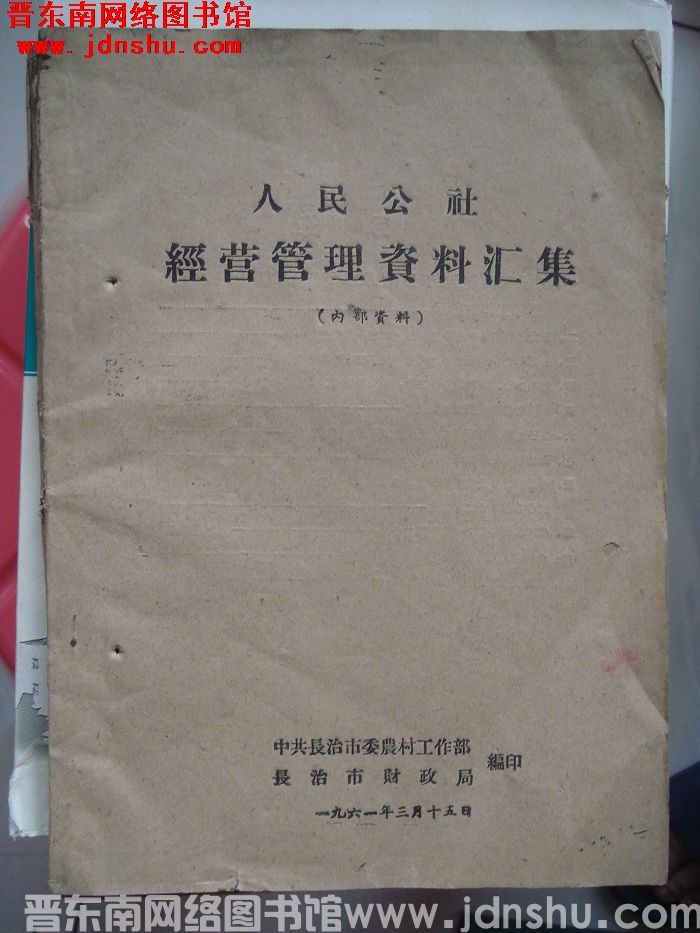 晋东南网络图书馆
www.jdnshu.com
人民公社
經营管理資料汇集
(内部資料)
中共長治市委農村工作部
長治市財政局
編印
一九六一年三月十五日
晋东南网络图书馆www.jdnshu.com